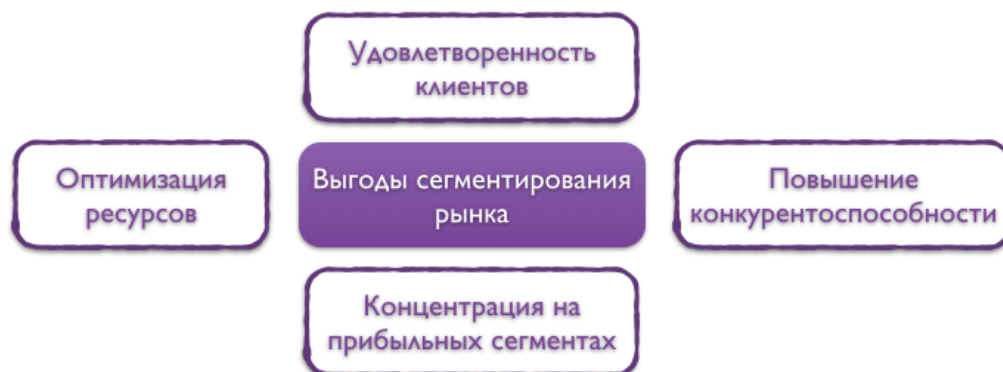 Удовлетворенность
клиентов
Оптимизация
ресурсов
Выгоды сегментирования
рынка
Повышение
конкурентоспособности
Концентрация на
прибыльных сегментах